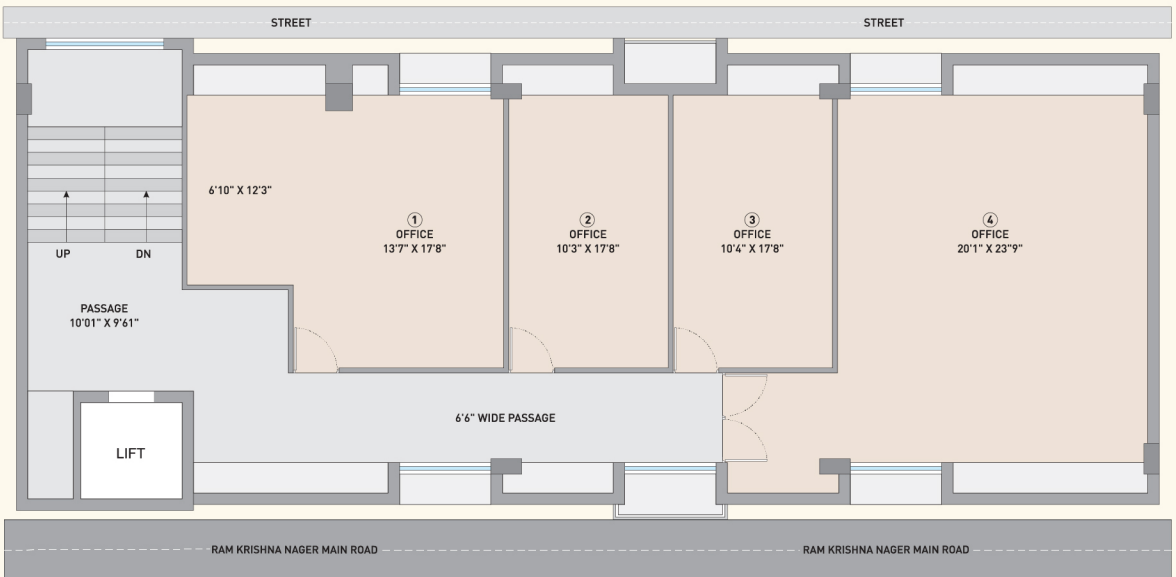 STREET
STREET
6'10" X 12'3"
1
OFFICE
13'7" X 17'8"
2
OFFICE
10'3" X 17'8"
3
OFFICE
10'4" X 17'8"
4
OFFICE
20'1" X 23"9"
UP
DN
PASSAGE
10'01" X 9'61"
6'6" WIDE PASSAGE
LIFT
RAM KRISHNA NAGER MAIN ROAD
RAM KRISHNA NAGER MAIN ROAD